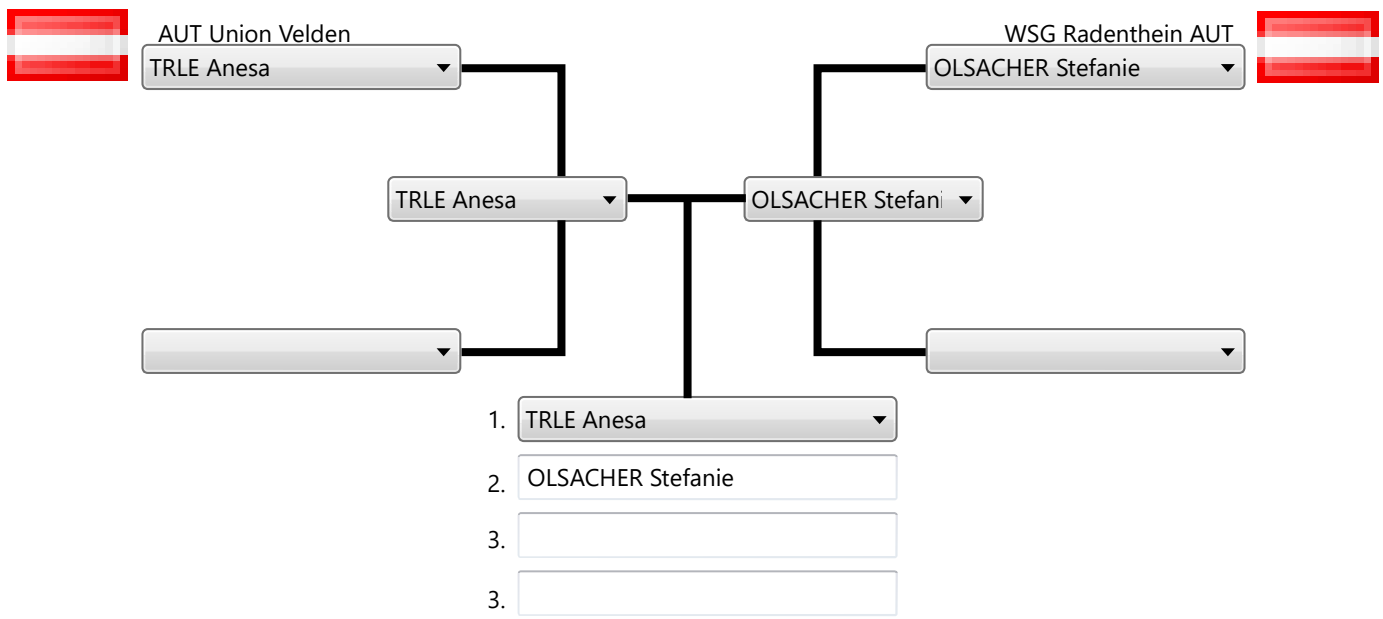 AUT Union Velden
WSG Radenthein AUT
TRLE Anesa
OLSACHER Stefanie
TRLE Anesa
OLSACHER Stefani
1. TRLE Anesa
2. OLSACHER Stefanie
3.
3.